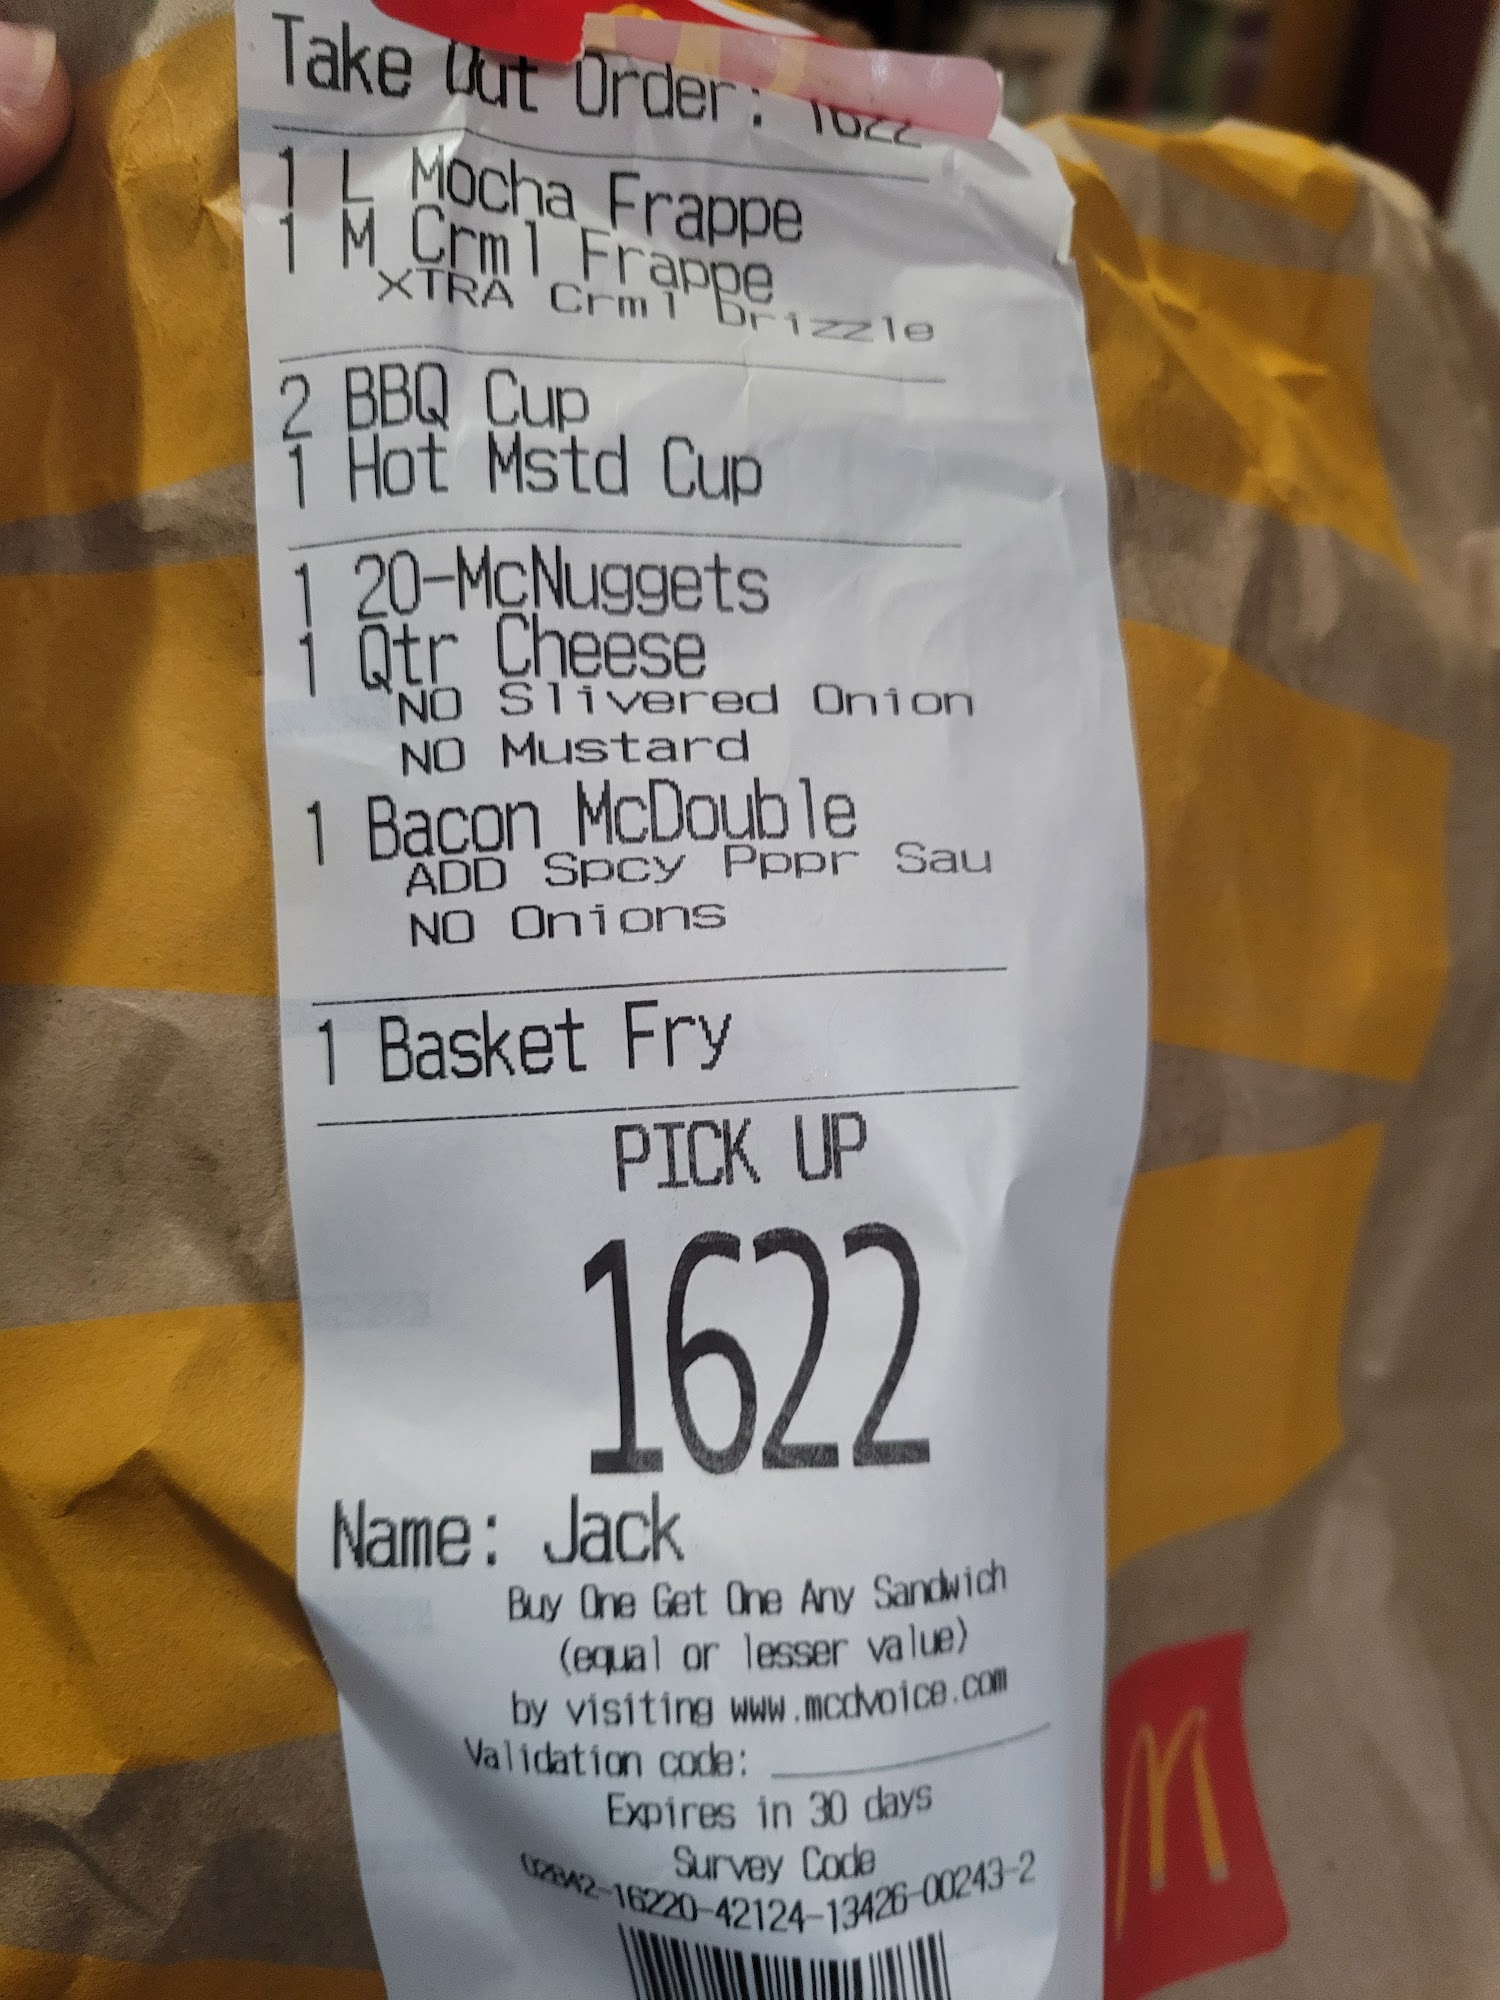 Take Out Order: 1622
1 L Mocha Frappe
1 M Crml Frappe
XTRA Crml Drizzle
2 BBQ Cup
1 Hot Mstd Cup
1 20-McNuggets
1 Qtr Cheese
NO Slivered Onion
NO Mustard
1 Bacon McDouble
ADD Spcy Pppr Sau
NO Onions
1 Basket Fry
PICK UP
1622
Name: Jack
Buy One Get One Any Sandwich
(equal or lesser value)
by visiting www.mcdvoice.com
Validation code:
Expires in 30 days
Survey Code
02842-16220-42124-13426-00243-2